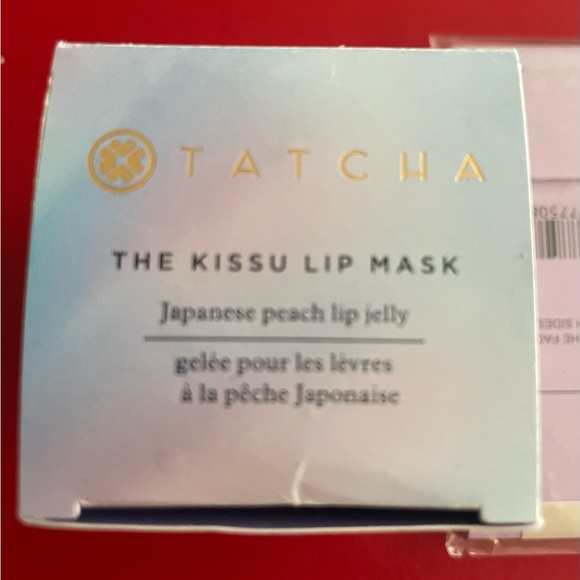 TATCHA
THE KISSU LIP MASK
Japanese peach lip jelly
gelée pour les lèvres
à la pêche Japonaise